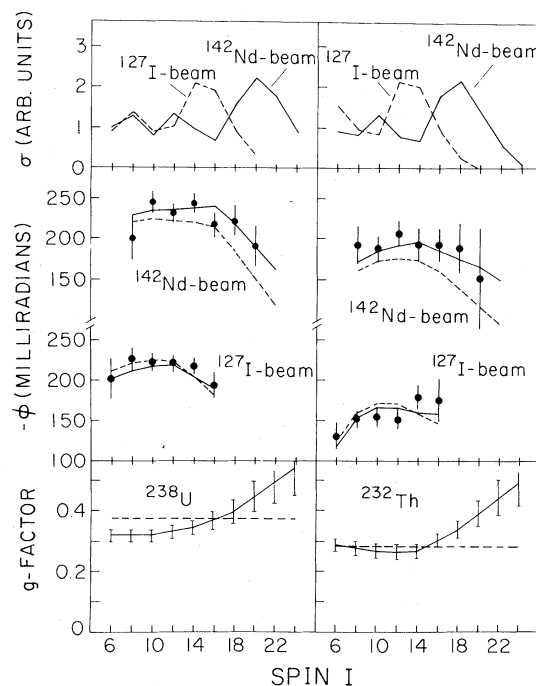 σ (ARB. UNITS)
3
2
1
0
127I-beam
142Nd-beam
127I-beam
142Nd-beam
-ϕ (MILLIRADIANS)
250
200
150
142Nd-beam
142Nd-beam
250
200
150
100
127I-beam
127I-beam
g-FACTOR
0.4
0.2
0
238U
232Th
6 10 14 18 22 6 10 14 18 22
SPIN I